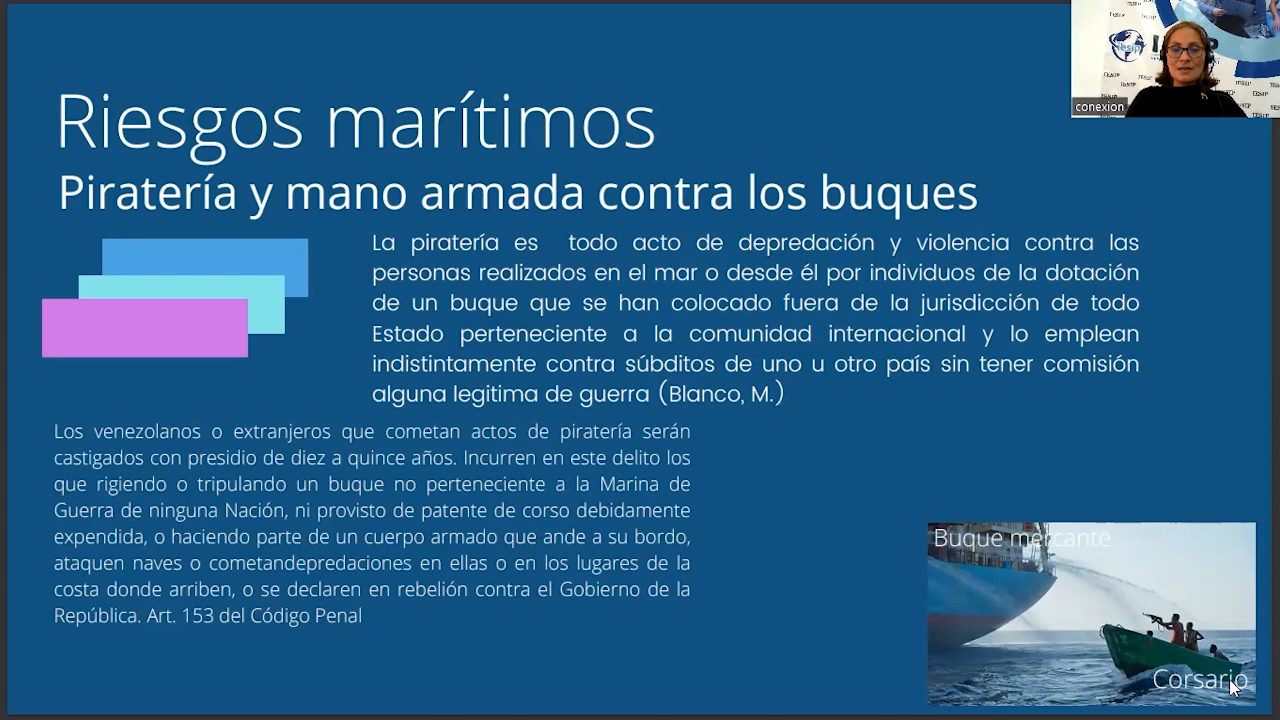 Riesgos marítimos
Piratería y mano armada contra los buques
La piratería es todo acto de depredación y violencia contra las
personas realizados en el mar o desde él por individuos de la dotación
de un buque que se han colocado fuera de la jurisdicción de todo
Estado perteneciente a la comunidad internacional y lo emplean
indistintamente contra súbditos de uno u otro país sin tener comisión
alguna legitima de guerra (Blanco, M.)
Los venezolanos o extranjeros que cometan actos de piratería serán
castigados con presidio de diez a quince años. Incurren en este delito los
que rigiendo o tripulando un buque no perteneciente a la Marina de
Guerra de ninguna Nación, ni provisto de patente de corso debidamente
expendida, o haciendo parte de un cuerpo armado que ande a su bordo,
ataquen naves o cometandepredaciones en ellas o en los lugares de la
costa donde arriben, o se declaren en rebelión contra el Gobierno de la
República. Art. 153 del Código Penal
Buque mercante
Corsario
iesip
conexion